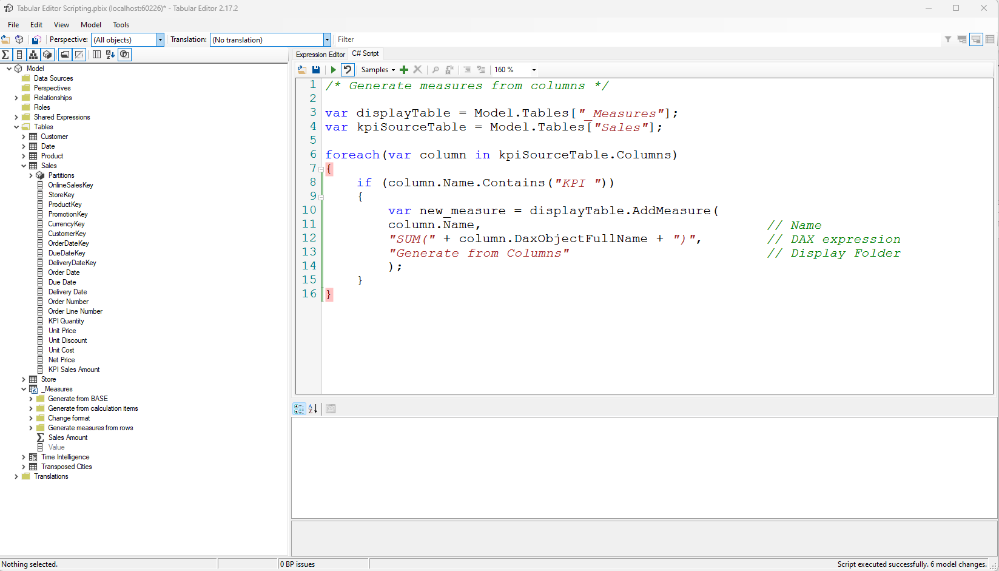 Tabular Editor Scripting.pbix (localhost:60226)* - Tabular Editor 2.17.2
File Edit View Model Tools
Perspective: (All objects) Translation: (No translation) Filter
Expression Editor C# Script
Samples 160 %
Model
Data Sources
Perspectives
Relationships
Roles
Shared Expressions
Tables
Customer
Date
Product
Sales
Partitions
OnlineSalesKey
StoreKey
ProductKey
PromotionKey
CurrencyKey
CustomerKey
OrderDateKey
DueDateKey
DeliveryDateKey
Order Date
Due Date
Delivery Date
Order Number
Order Line Number
KPI Quantity
Unit Price
Unit Discount
Unit Cost
Net Price
KPI Sales Amount
Store
_Measures
Generate from BASE
Generate from calculation items
Change format
Generate measures from rows
Sales Amount
Value
Time Intelligence
Transposed Cities
Translations
1 /* Generate measures from columns */
2
3 var displayTable = Model.Tables["_Measures"];
4 var kpiSourceTable = Model.Tables["Sales"];
5
6 foreach(var column in kpiSourceTable.Columns)
7 {
8 if (column.Name.Contains("KPI "))
9 {
10 var new_measure = displayTable.AddMeasure(
11 column.Name, // Name
12 "SUM(" + column.DaxObjectFullName + ")", // DAX expression
13 "Generate from Columns" // Display Folder
14 );
15 }
16 }
Nothing selected. 0 BP issues Script executed successfully. 6 model changes.